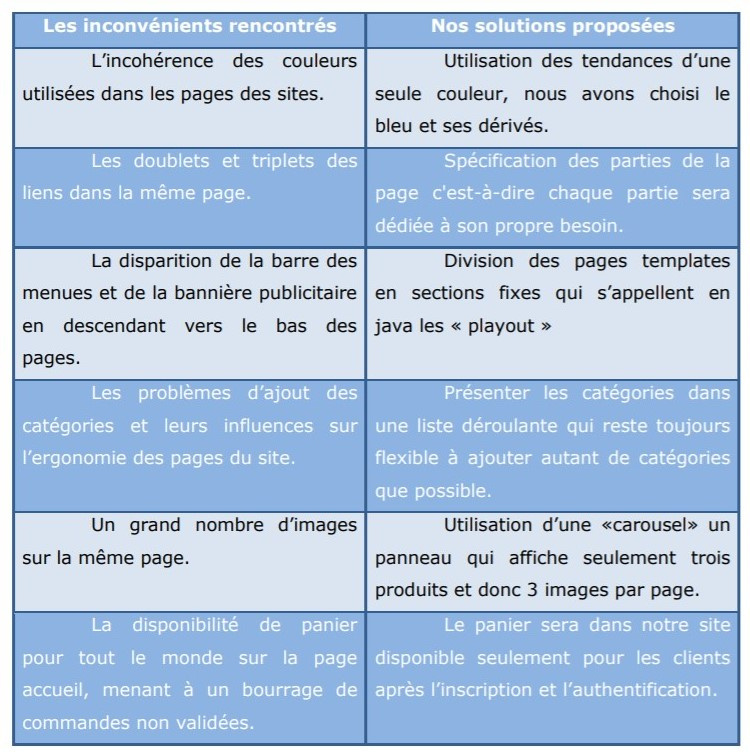 Les inconvénients rencontrés
Nos solutions proposées
L’incohérence des couleurs
utilisées dans les pages des sites.
Utilisation des tendances d’une
seule couleur, nous avons choisi le
bleu et ses dérivés.
Les doublets et triplets des
liens dans la même page.
Spécification des parties de la
page c'est-à-dire chaque partie sera
dédiée à son propre besoin.
La disparition de la barre des
menues et de la bannière publicitaire
en descendant vers le bas des
pages.
Division des pages templates
en sections fixes qui s’appellent en
java les « playout »
Les problèmes d’ajout des
catégories et leurs influences sur
l’ergonomie des pages du site.
Présenter les catégories dans
une liste déroulante qui reste toujours
flexible à ajouter autant de catégories
que possible.
Un grand nombre d’images
sur la même page.
Utilisation d’une «carousel» un
panneau qui affiche seulement trois
produits et donc 3 images par page.
La disponibilité de panier
pour tout le monde sur la page
accueil, menant à un bourrage de
commandes non validées.
Le panier sera dans notre site
disponible seulement pour les clients
après l’inscription et l’authentification.